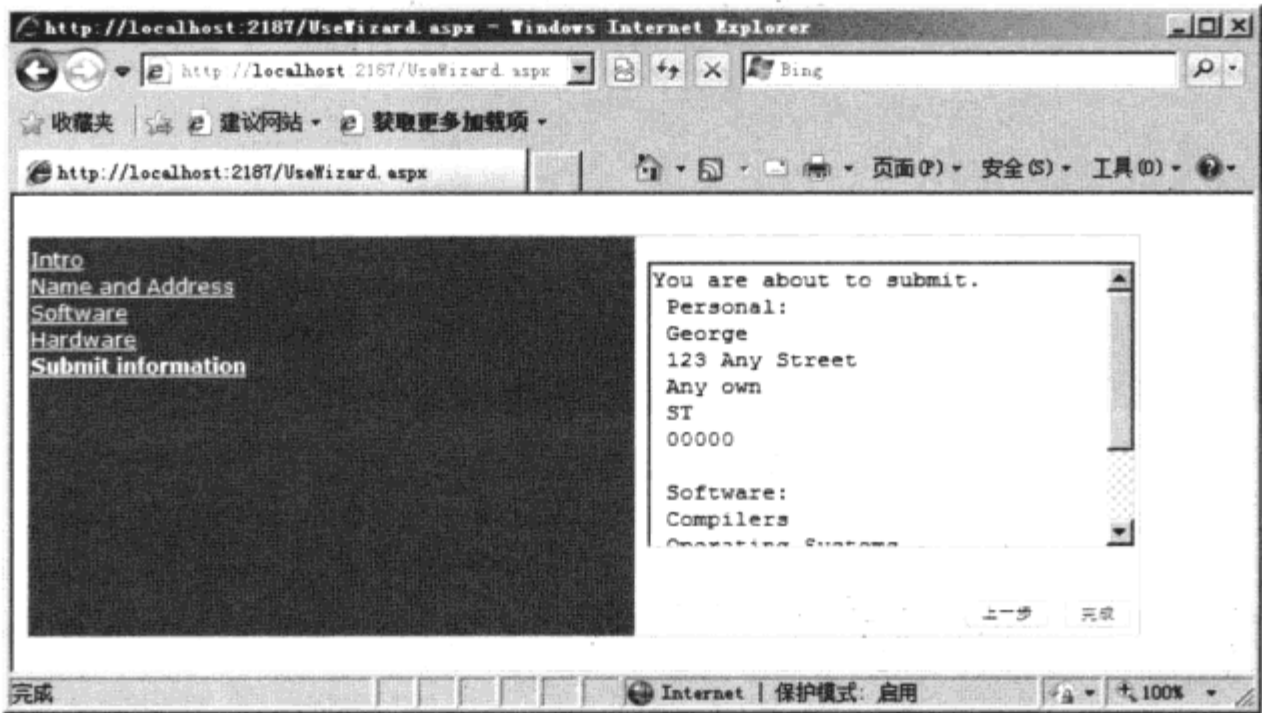 http://localhost:2187/UseWizard.aspx - Windows Internet Explorer
http://localhost:2187/UseWizard.aspx Bing
收藏夹 建议网站 获取更多加载项
http://localhost:2187/UseWizard.aspx 页面(P) 安全(S) 工具(O)
Intro
Name and Address
Software
Hardware
Submit information
You are about to submit.
Personal:
George
123 Any Street
Any own
ST
00000
Software:
Compilers
Operating Systems
上一步 完成
完成 Internet | 保护模式: 启用 100%